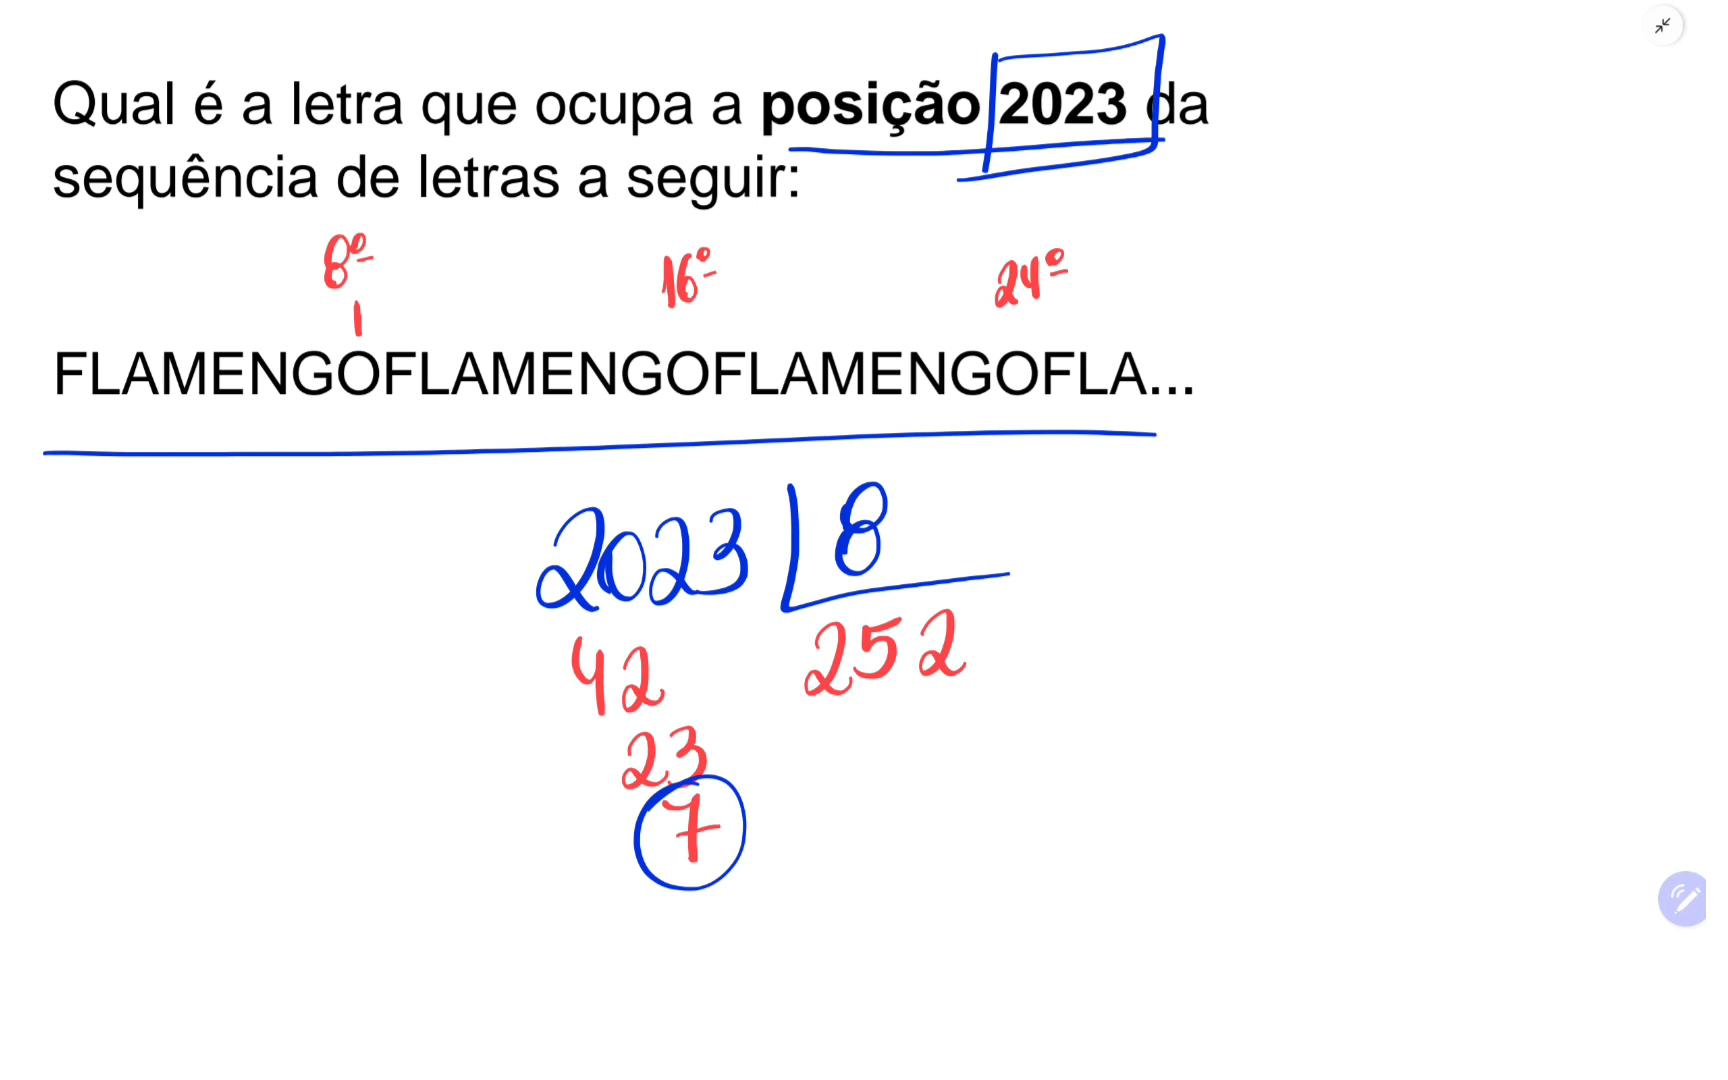 Qual é a letra que ocupa a posição 2023 da
sequência de letras a seguir:
8º 16º 24º
FLAMENGOFLAMENGOFLAMENGOFLA...
2023 8
42 252
23
7